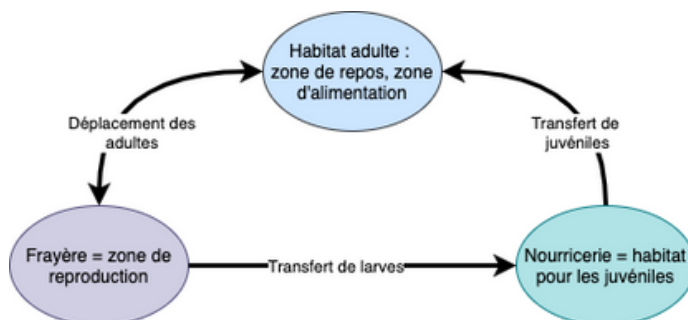 Habitat adulte :
zone de repos, zone
d'alimentation
Déplacement des
adultes
Transfert de
juvéniles
Frayère = zone de
reproduction
Transfert de larves
Nourricerie = habitat
pour les juvéniles